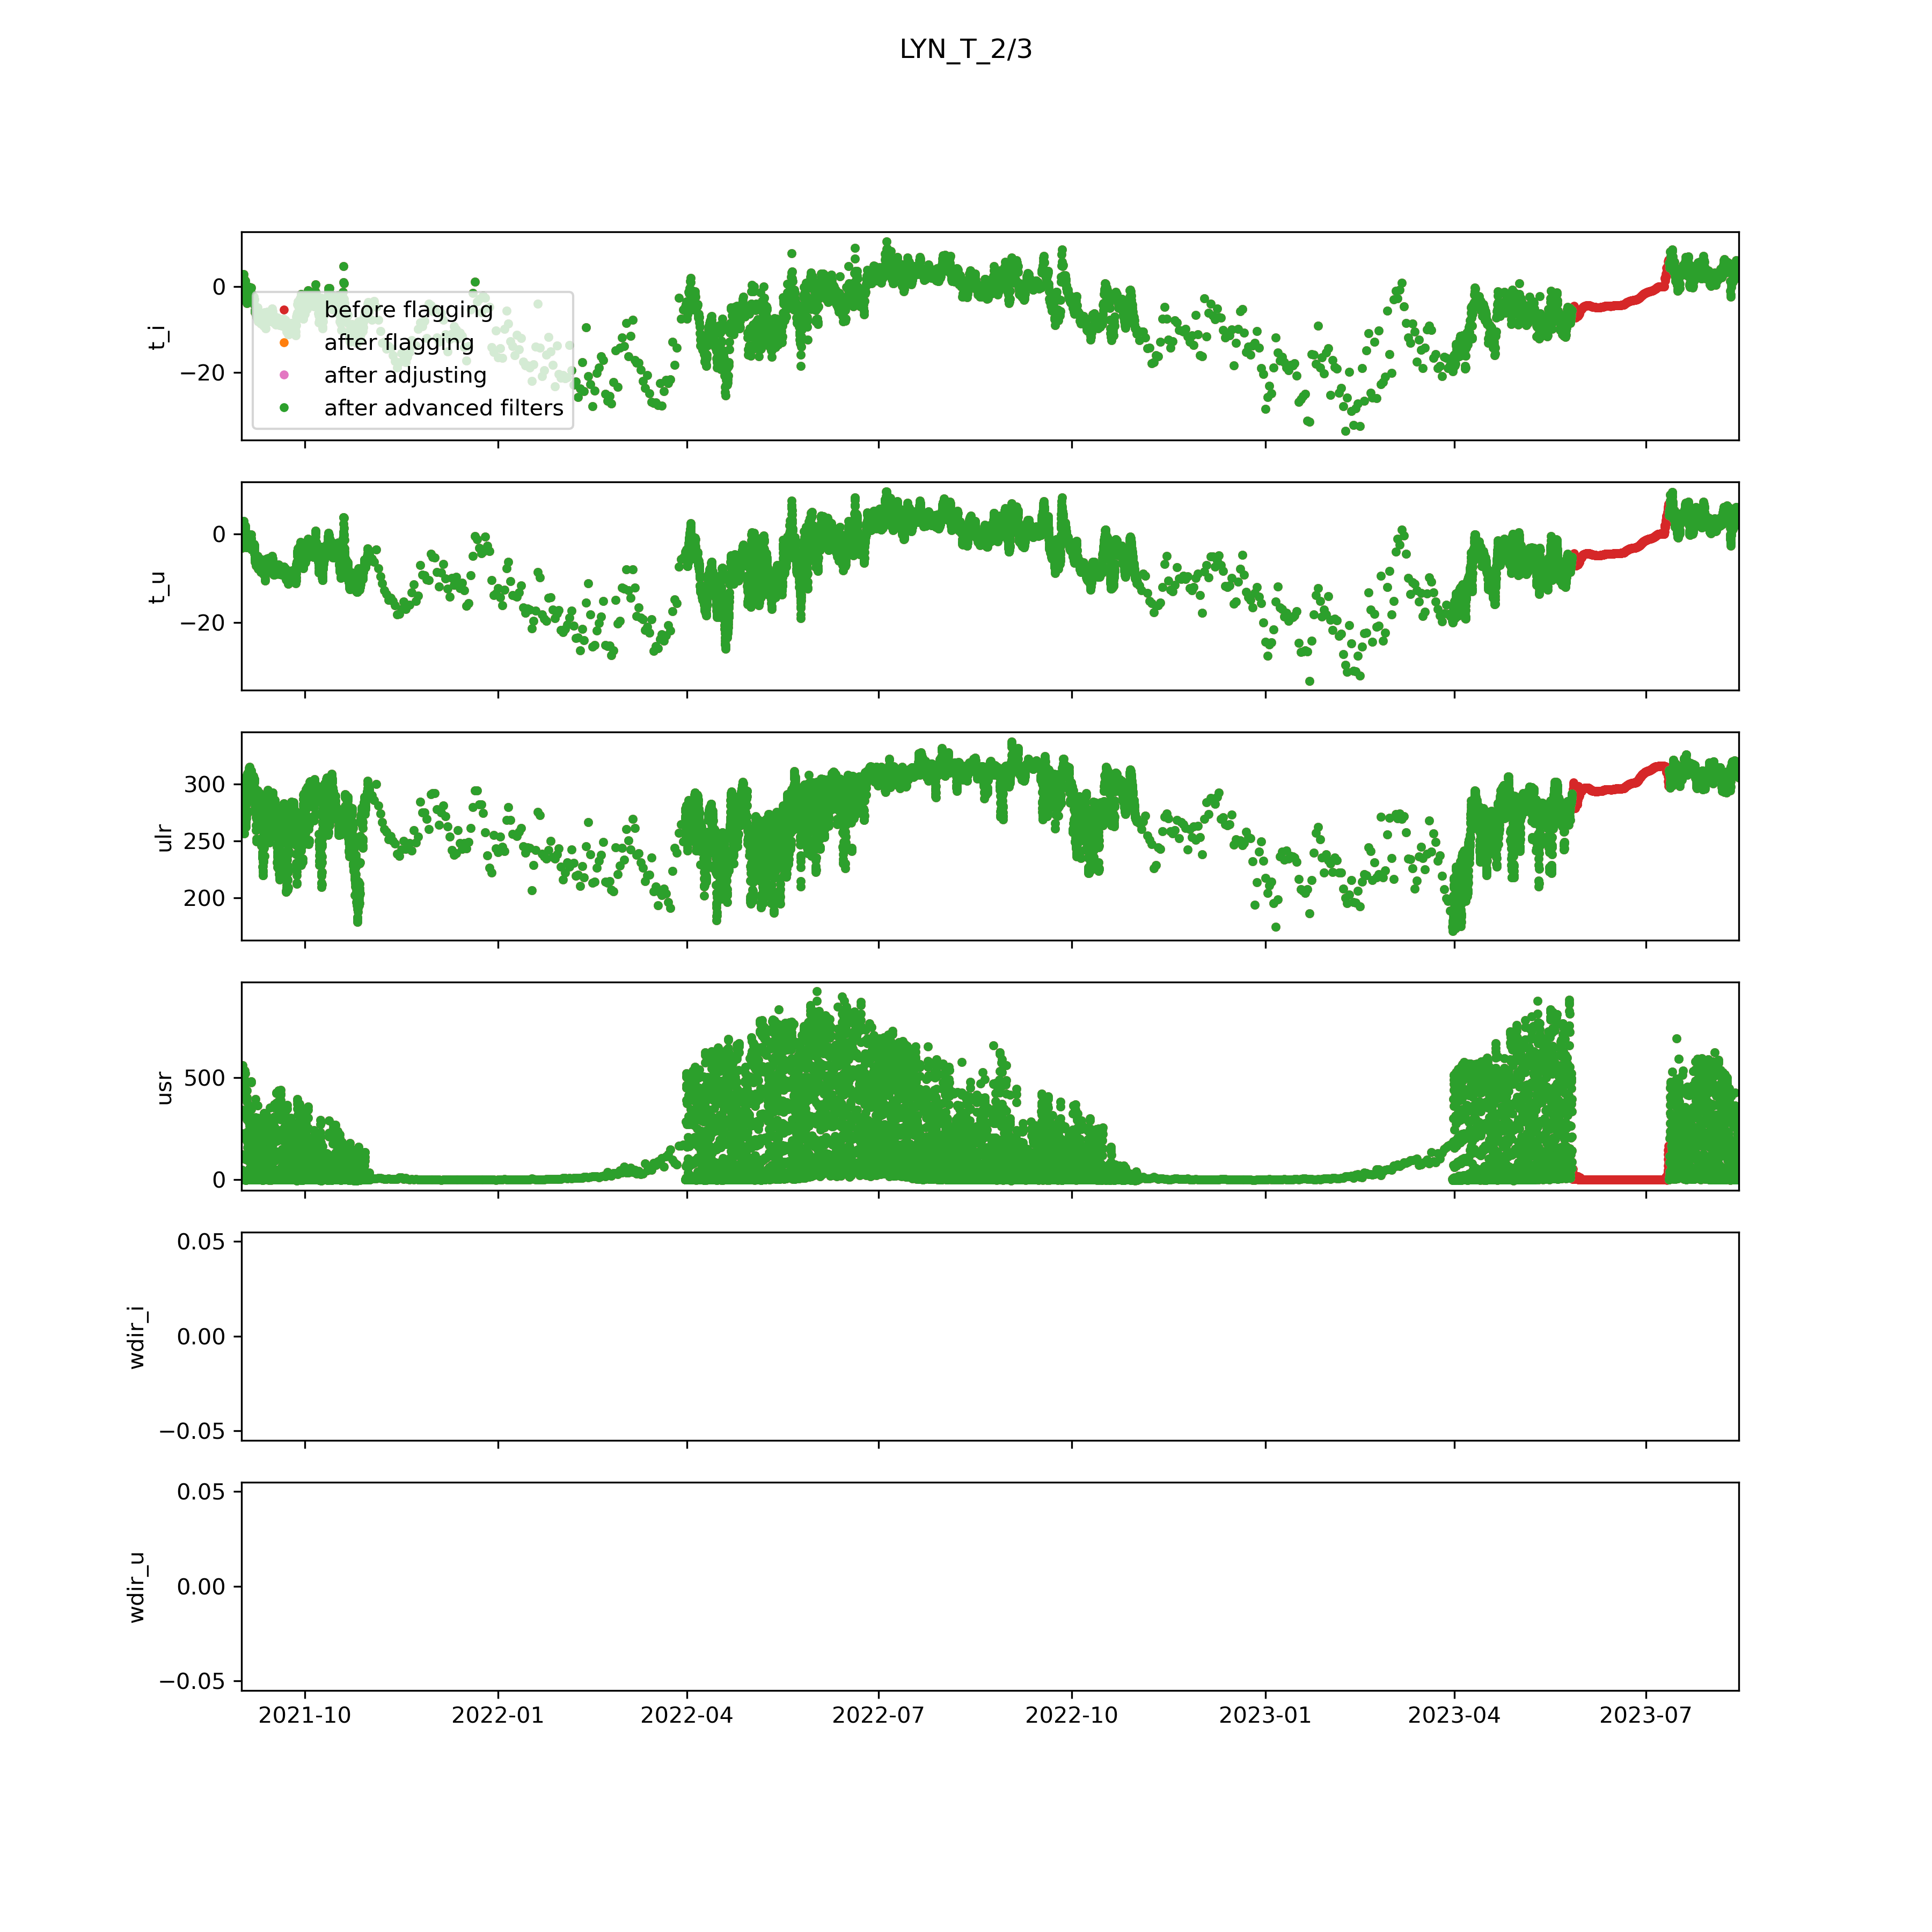 LYN_T_2/3
0
−20
t_i
before flagging
after flagging
after adjusting
after advanced filters
0
−20
t_u
300
250
200
ulr
500
0
usr
0.05
0.00
−0.05
wdir_i
0.05
0.00
−0.05
wdir_u
2021-10 2022-01 2022-04 2022-07 2022-10 2023-01 2023-04 2023-07